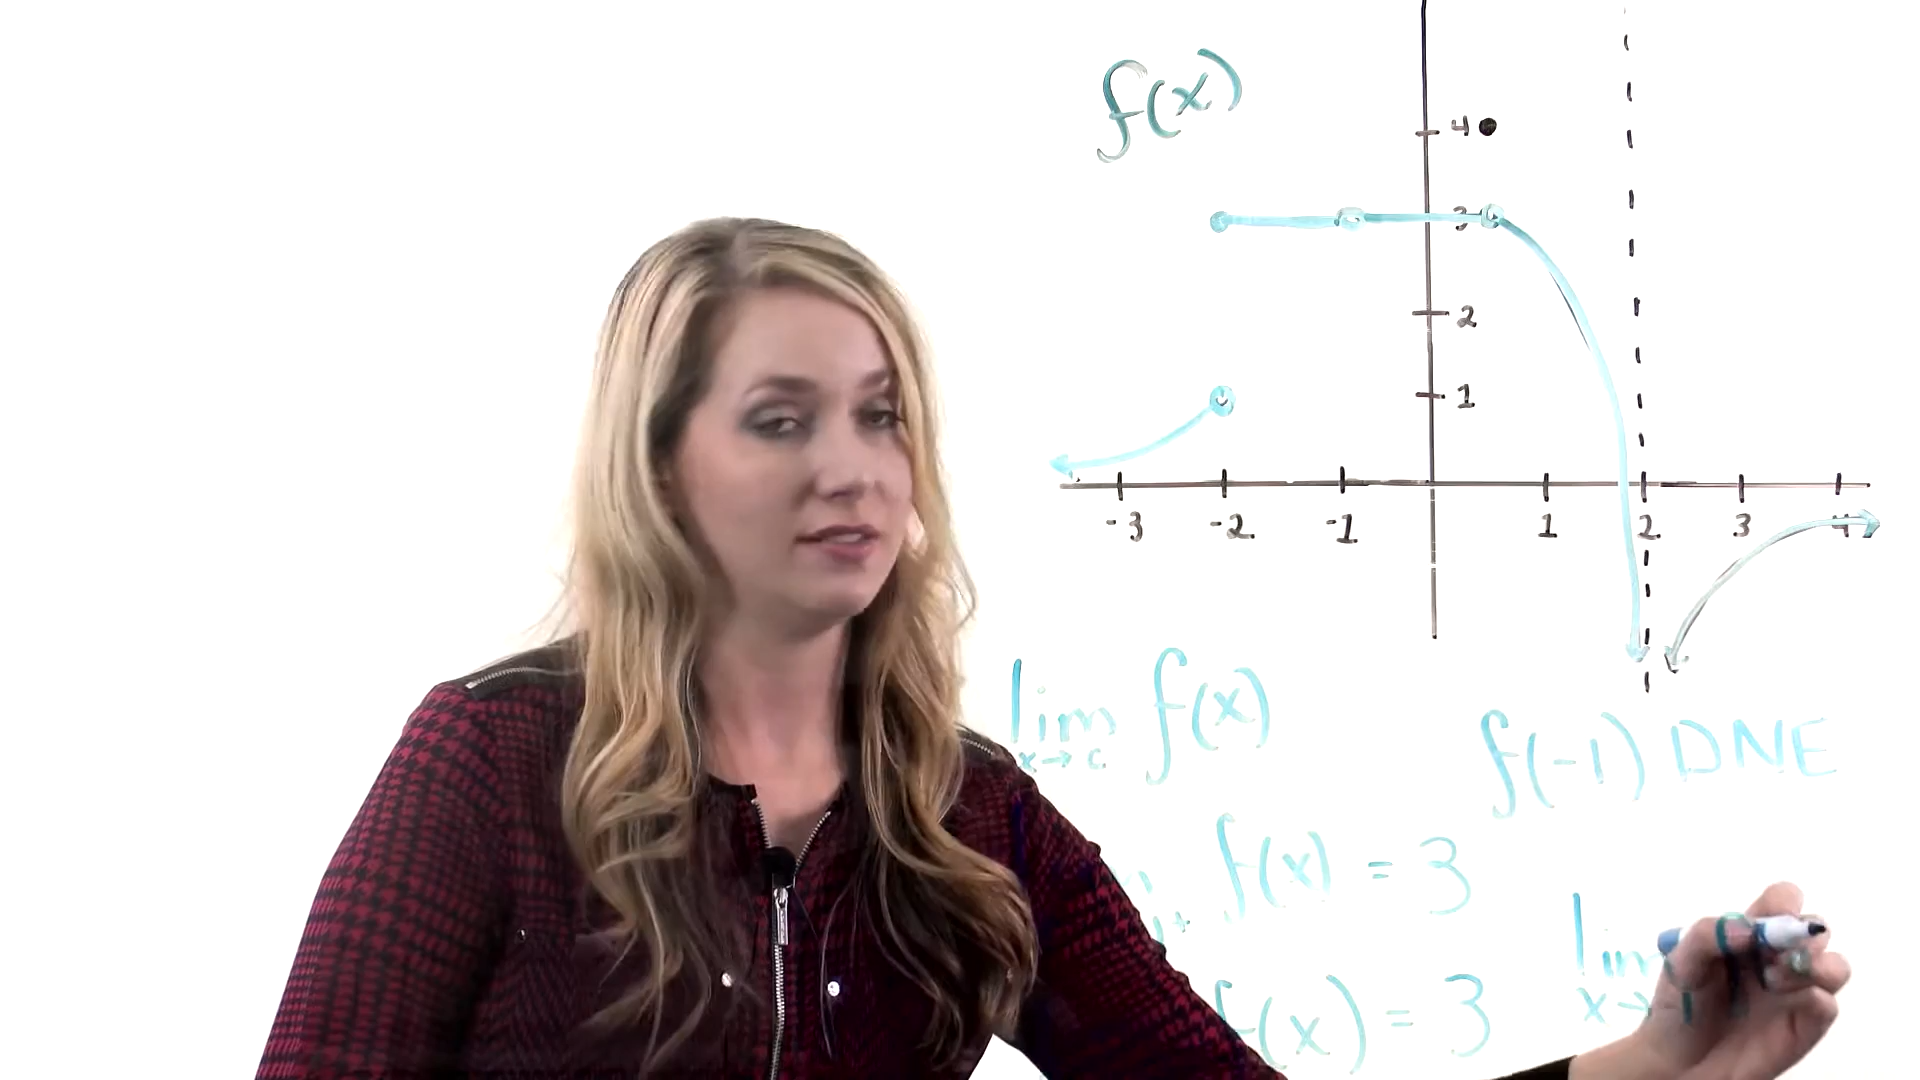 f(x)
4
3
2
1
-3 -2 -1 1 2 3 4
lim f(x)
x→c
f(-1) DNE
f(x) = 3
lim
f(x) = 3